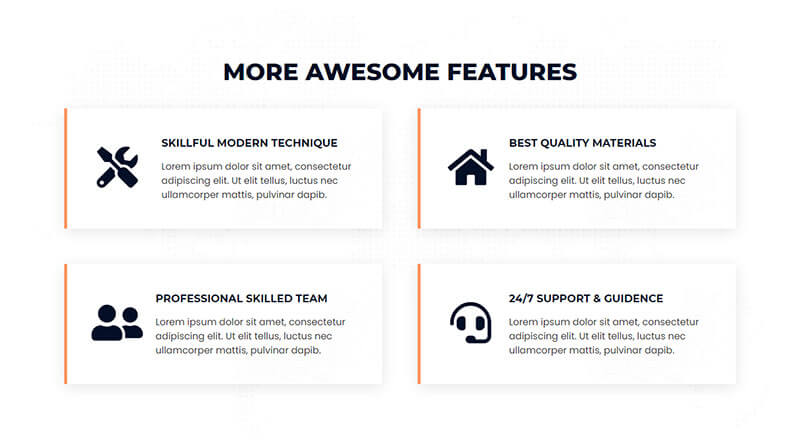 MORE AWESOME FEATURES
SKILLFUL MODERN TECHNIQUE
Lorem ipsum dolor sit amet, consectetur
adipiscing elit. Ut elit tellus, luctus nec
ullamcorper mattis, pulvinar dapib.
BEST QUALITY MATERIALS
Lorem ipsum dolor sit amet, consectetur
adipiscing elit. Ut elit tellus, luctus nec
ullamcorper mattis, pulvinar dapib.
PROFESSIONAL SKILLED TEAM
Lorem ipsum dolor sit amet, consectetur
adipiscing elit. Ut elit tellus, luctus nec
ullamcorper mattis, pulvinar dapib.
24/7 SUPPORT & GUIDENCE
Lorem ipsum dolor sit amet, consectetur
adipiscing elit. Ut elit tellus, luctus nec
ullamcorper mattis, pulvinar dapib.